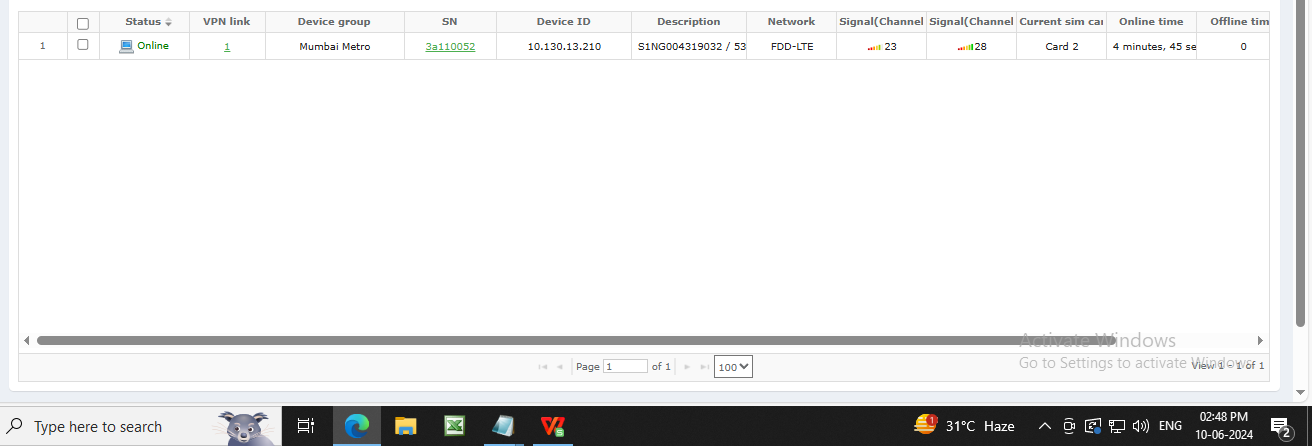 Status VPN link Device group SN Device ID Description Network Signal(Channel Signal(Channel Current sim car Online time Offline tim
1 Online 1 Mumbai Metro 3a110052 10.130.13.210 S1NG004319032 / 53 FDD-LTE 23 28 Card 2 4 minutes, 45 se 0
Activate Windows
Go to Settings to activate Windows.
Page 1 of 1 100 View 1 - 1 of 1
Type here to search 31°C Haze ENG 02:48 PM
10-06-2024 2